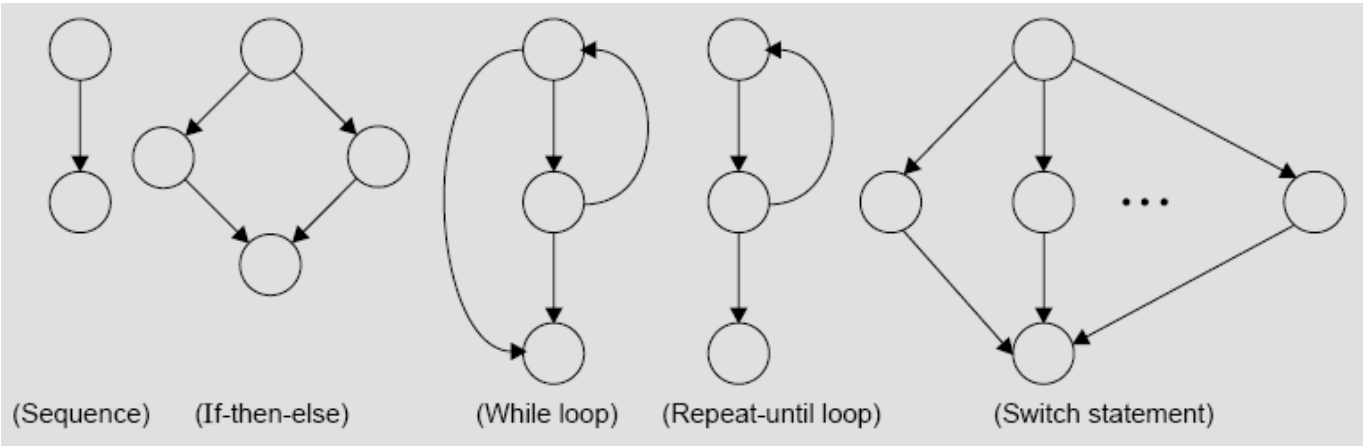 (Sequence) (If-then-else) (While loop) (Repeat-until loop) (Switch statement)